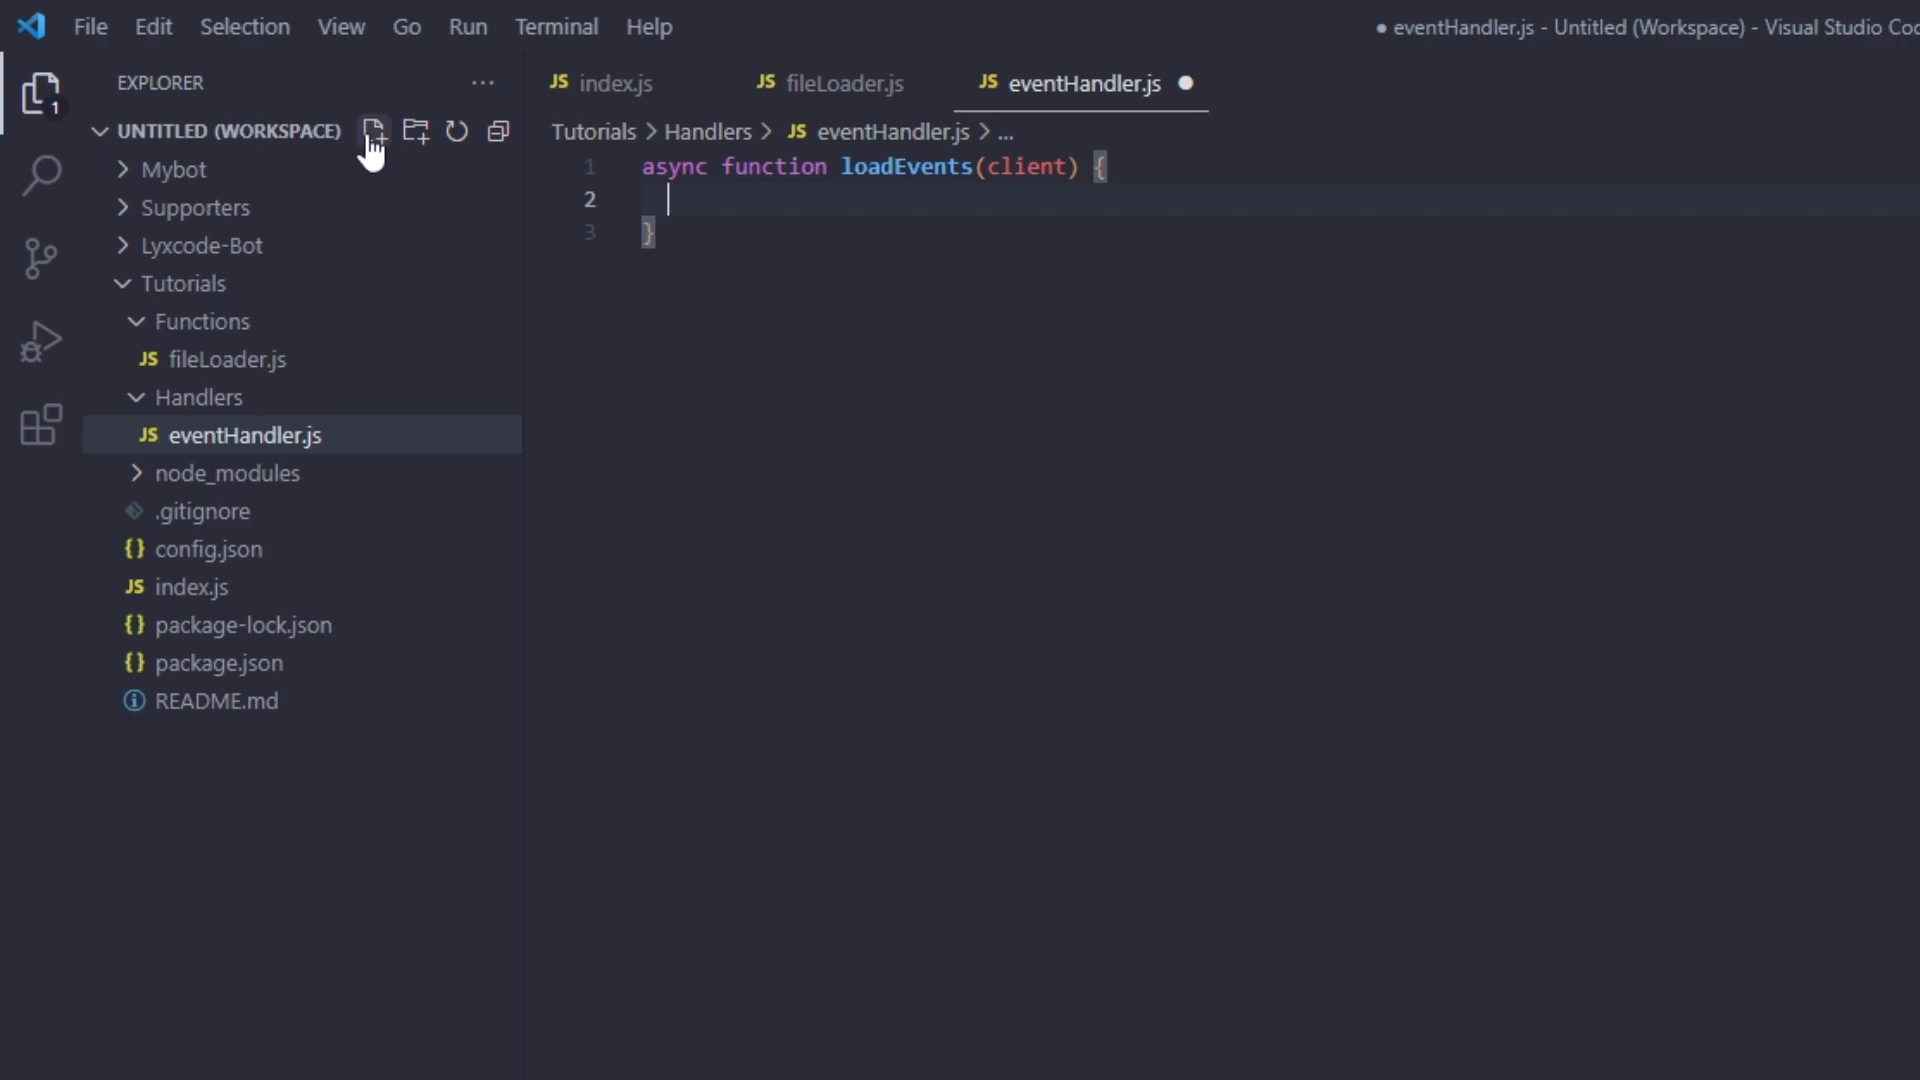 File Edit Selection View Go Run Terminal Help
● eventHandler.js - Untitled (Workspace) - Visual Studio Coo
EXPLORER ...
JS index.js JS fileLoader.js JS eventHandler.js ●
UNTITLED (WORKSPACE)
Tutorials > Handlers > JS eventHandler.js > ...
1
Mybot
Supporters
Lyxcode-Bot
Tutorials
Functions
JS fileLoader.js
Handlers
JS eventHandler.js
node_modules
.gitignore
{} config.json
JS index.js
{} package-lock.json
{} package.json
README.md
1 async function loadEvents(client) {
2
3 }